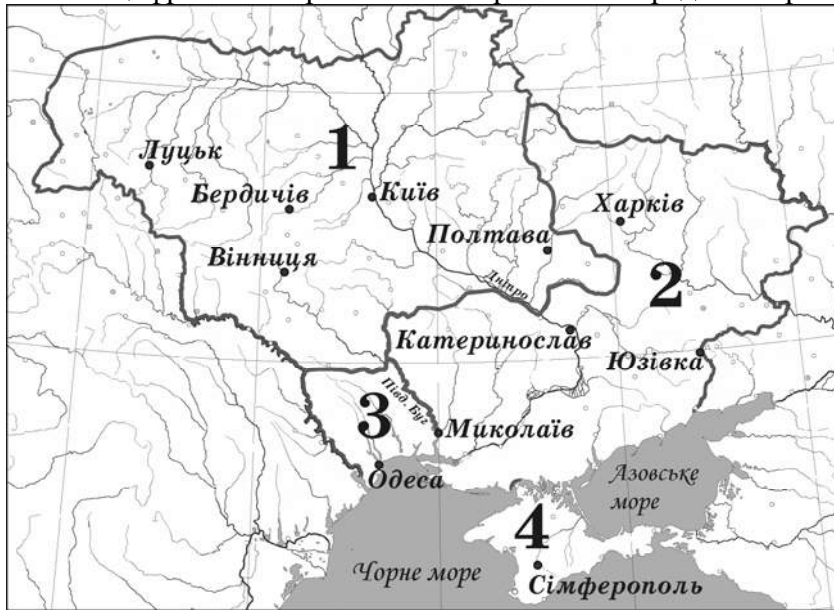 1
Луцьк
Бердичів
Київ
Харків
Вінниця
Полтава
Дніпро
2
Катеринослав
Юзівка
Півд. Буг
3
Миколаїв
Одеса
Азовське
море
4
Чорне море
Сімферополь